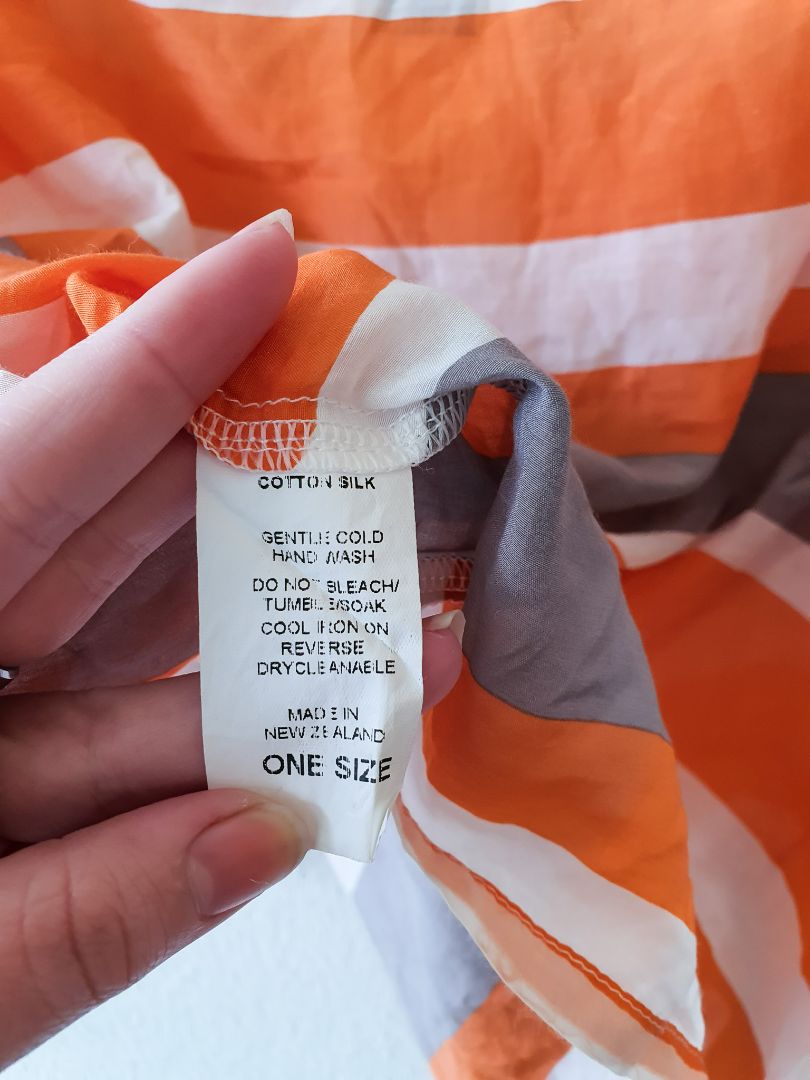 COTTON SILK
GENTLE COLD
HAND WASH
DO NOT BLEACH/
TUMBLE/SOAK
COOL IRON ON
REVERSE
DRYCLEANABLE
MADE IN
NEW ZEALAND
ONE SIZE